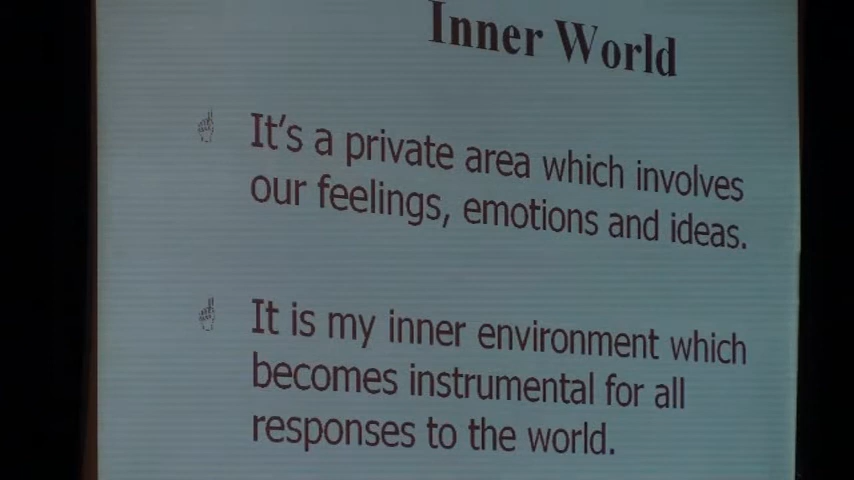 Inner World
It's a private area which involves
our feelings, emotions and ideas.
It is my inner environment which
becomes instrumental for all
responses to the world.